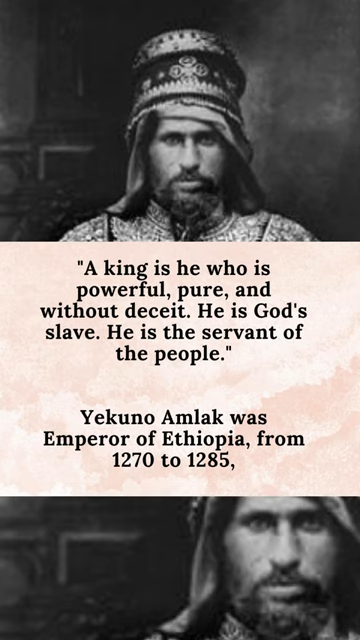 "A king is he who is
powerful, pure, and
without deceit. He is God's
slave. He is the servant of
the people."
Yekuno Amlak was
Emperor of Ethiopia, from
1270 to 1285,